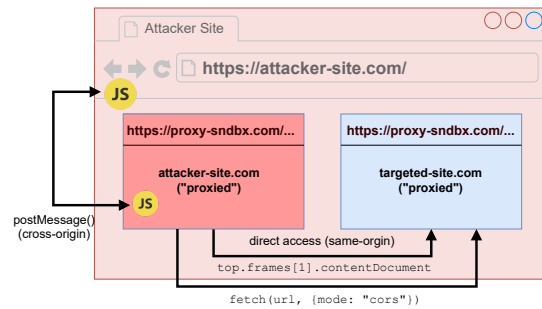 Attacker Site
https://attacker-site.com/
JS
https://proxy-sndbx.com/...
https://proxy-sndbx.com/...
attacker-site.com
("proxied")
targeted-site.com
("proxied")
JS
postMessage()
(cross-origin)
direct access (same-orgin)
top.frames[1].contentDocument
fetch(url, {mode: "cors"})